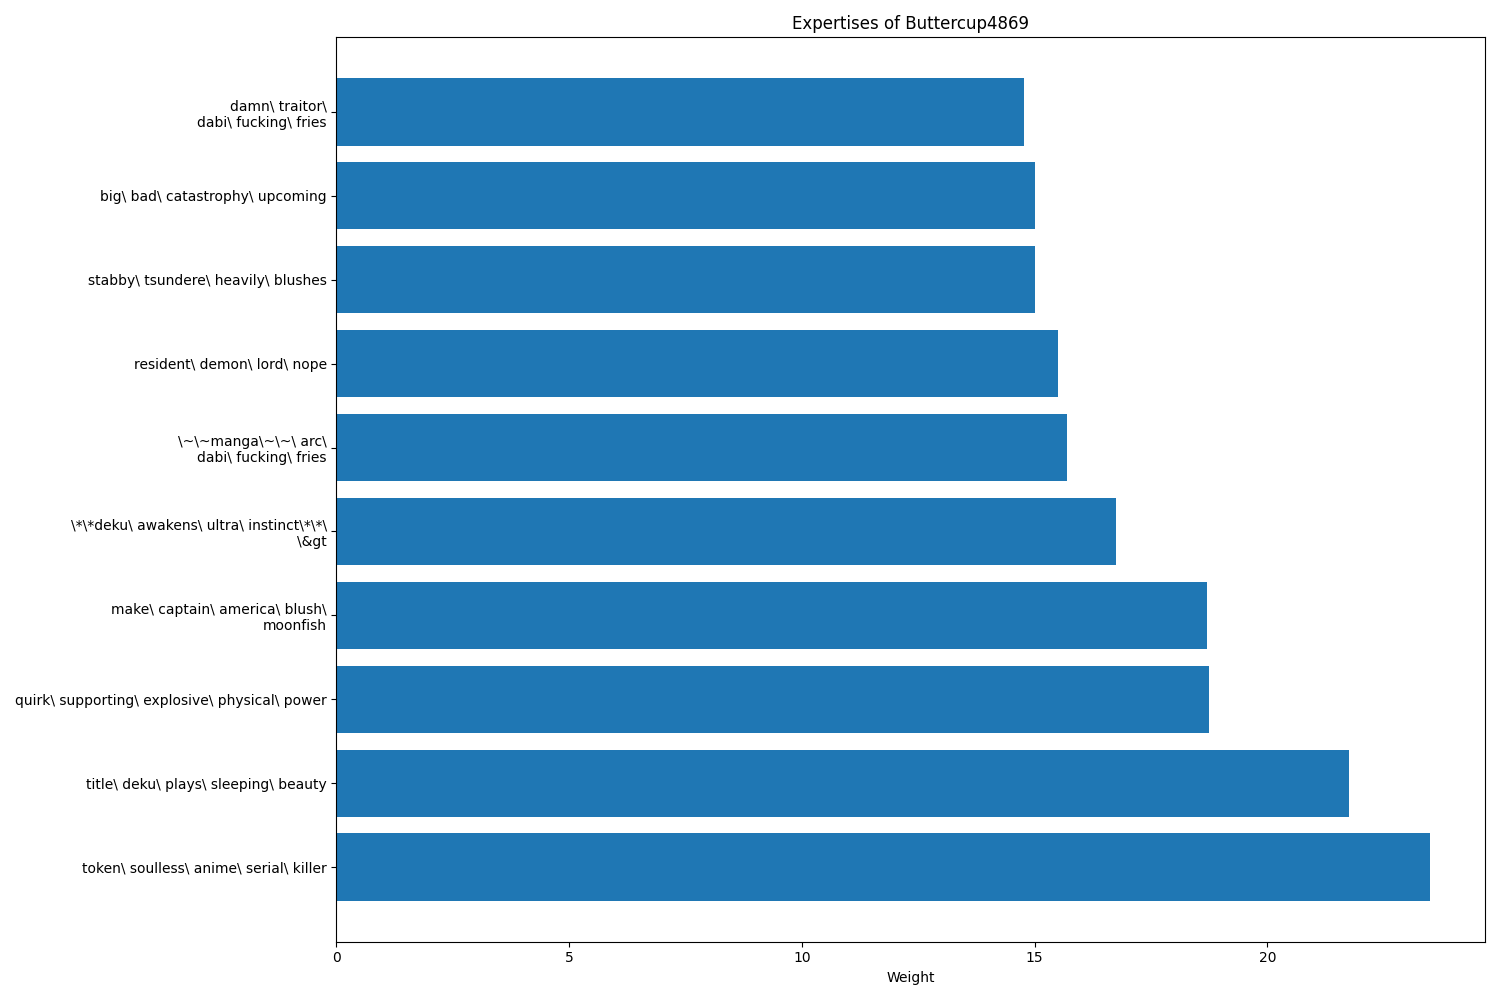 Expertises of Buttercup4869
damn\ traitor\
dabi\ fucking\ fries
big\ bad\ catastrophy\ upcoming
stabby\ tsundere\ heavily\ blushes
resident\ demon\ lord\ nope
\~\~manga\~\~\ arc\
dabi\ fucking\ fries
\*\*deku\ awakens\ ultra\ instinct\*\*\
\&gt
make\ captain\ america\ blush\
moonfish
quirk\ supporting\ explosive\ physical\ power
title\ deku\ plays\ sleeping\ beauty
token\ soulless\ anime\ serial\ killer
0 5 10 15 20
Weight